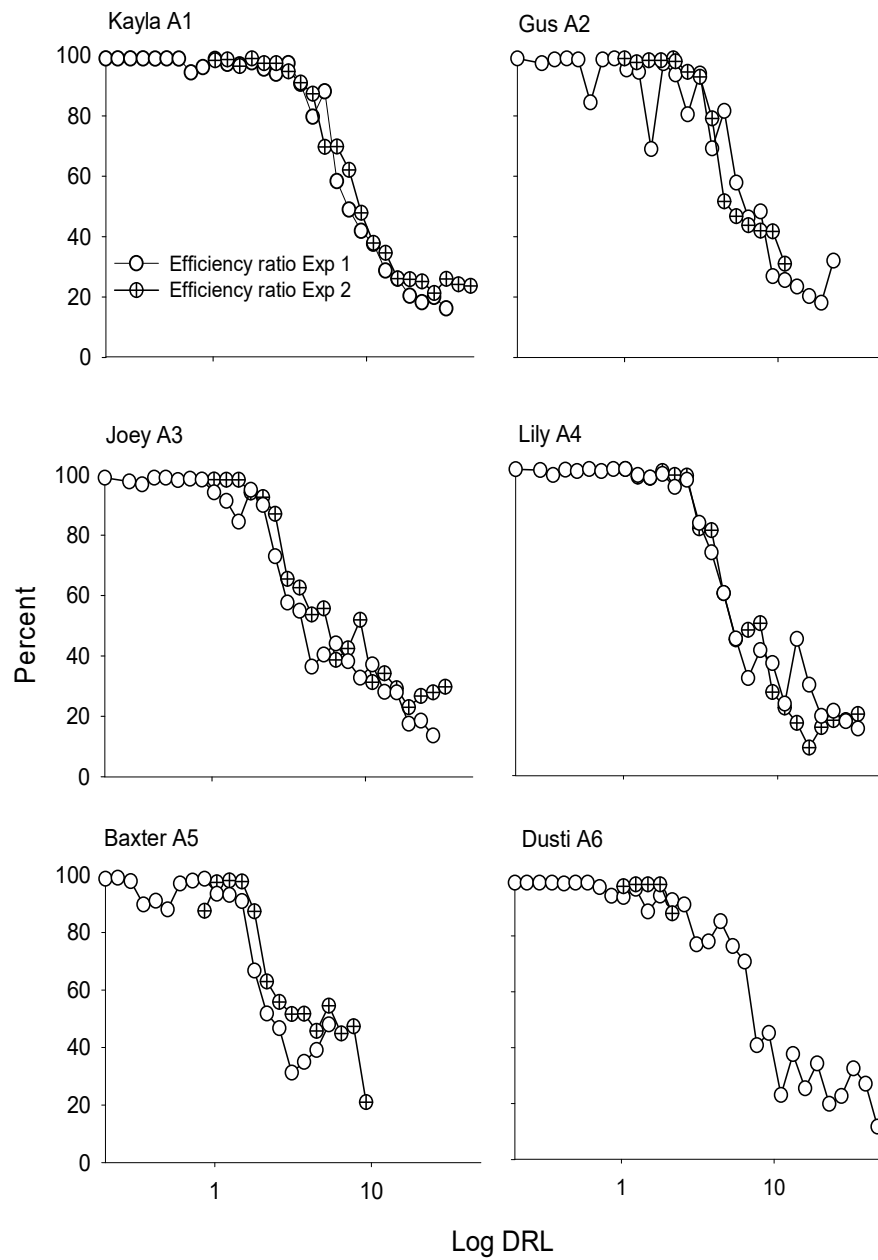 Kayla A1
Gus A2
100
80
60
40
20
0
Efficiency ratio Exp 1
Efficiency ratio Exp 2
Joey A3
Lily A4
100
80
60
40
20
0
Percent
Baxter A5
Dusti A6
100
80
60
40
20
0
1
10
1
10
Log DRL